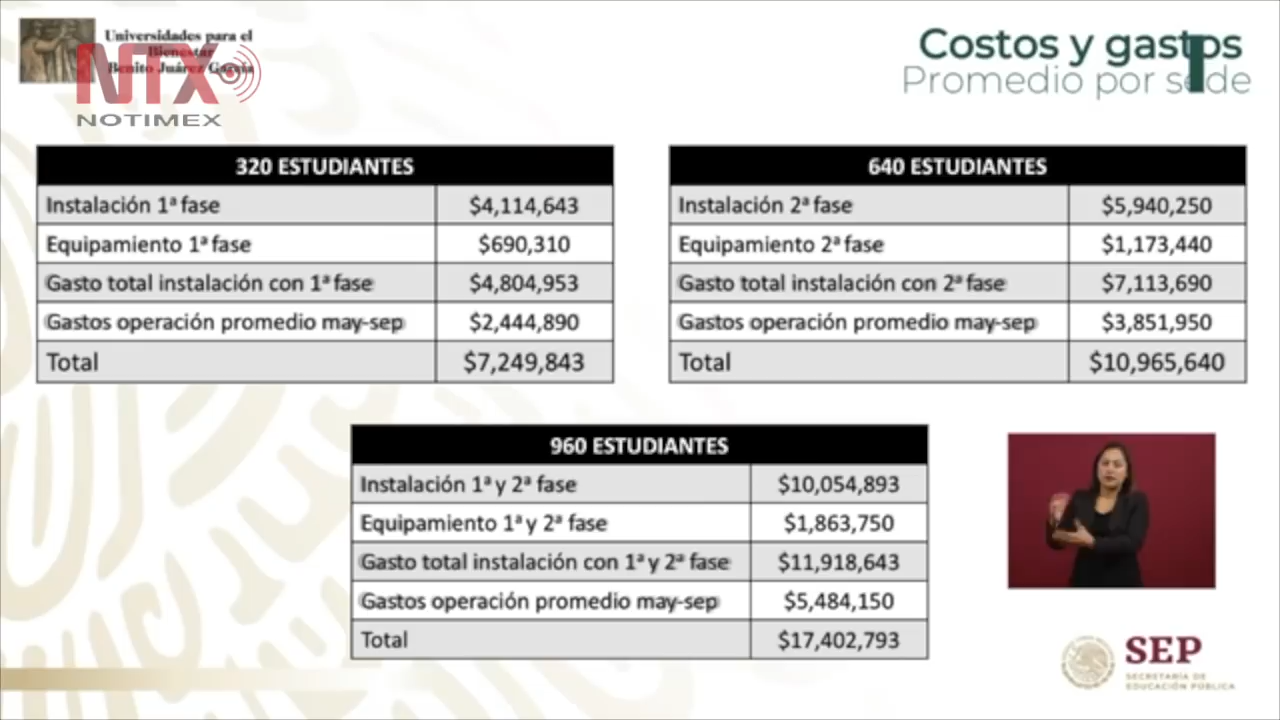 Universidades para el
Bienestar
Benito Juárez García
NTX
NOTIMEX
Costos y gastos
Promedio por sede
320 ESTUDIANTES
Instalación 1ª fase $4,114,643
Equipamiento 1ª fase $690,310
Gasto total instalación con 1ª fase $4,804,953
Gastos operación promedio may-sep $2,444,890
Total $7,249,843
640 ESTUDIANTES
Instalación 2ª fase $5,940,250
Equipamiento 2ª fase $1,173,440
Gasto total instalación con 2ª fase $7,113,690
Gastos operación promedio may-sep $3,851,950
Total $10,965,640
960 ESTUDIANTES
Instalación 1ª y 2ª fase $10,054,893
Equipamiento 1ª y 2ª fase $1,863,750
Gasto total instalación con 1ª y 2ª fase $11,918,643
Gastos operación promedio may-sep $5,484,150
Total $17,402,793
SEP
SECRETARÍA DE
EDUCACIÓN PÚBLICA